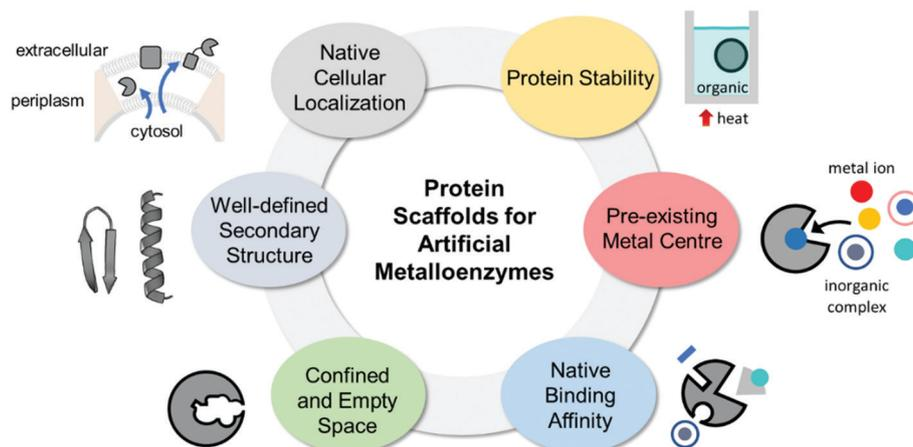 extracellular
periplasm
cytosol
Native
Cellular
Localization
Protein Stability
organic
heat
Well-defined
Secondary
Structure
Protein
Scaffolds for
Artificial
Metalloenzymes
Pre-existing
Metal Centre
metal ion
inorganic
complex
Confined
and Empty
Space
Native
Binding
Affinity